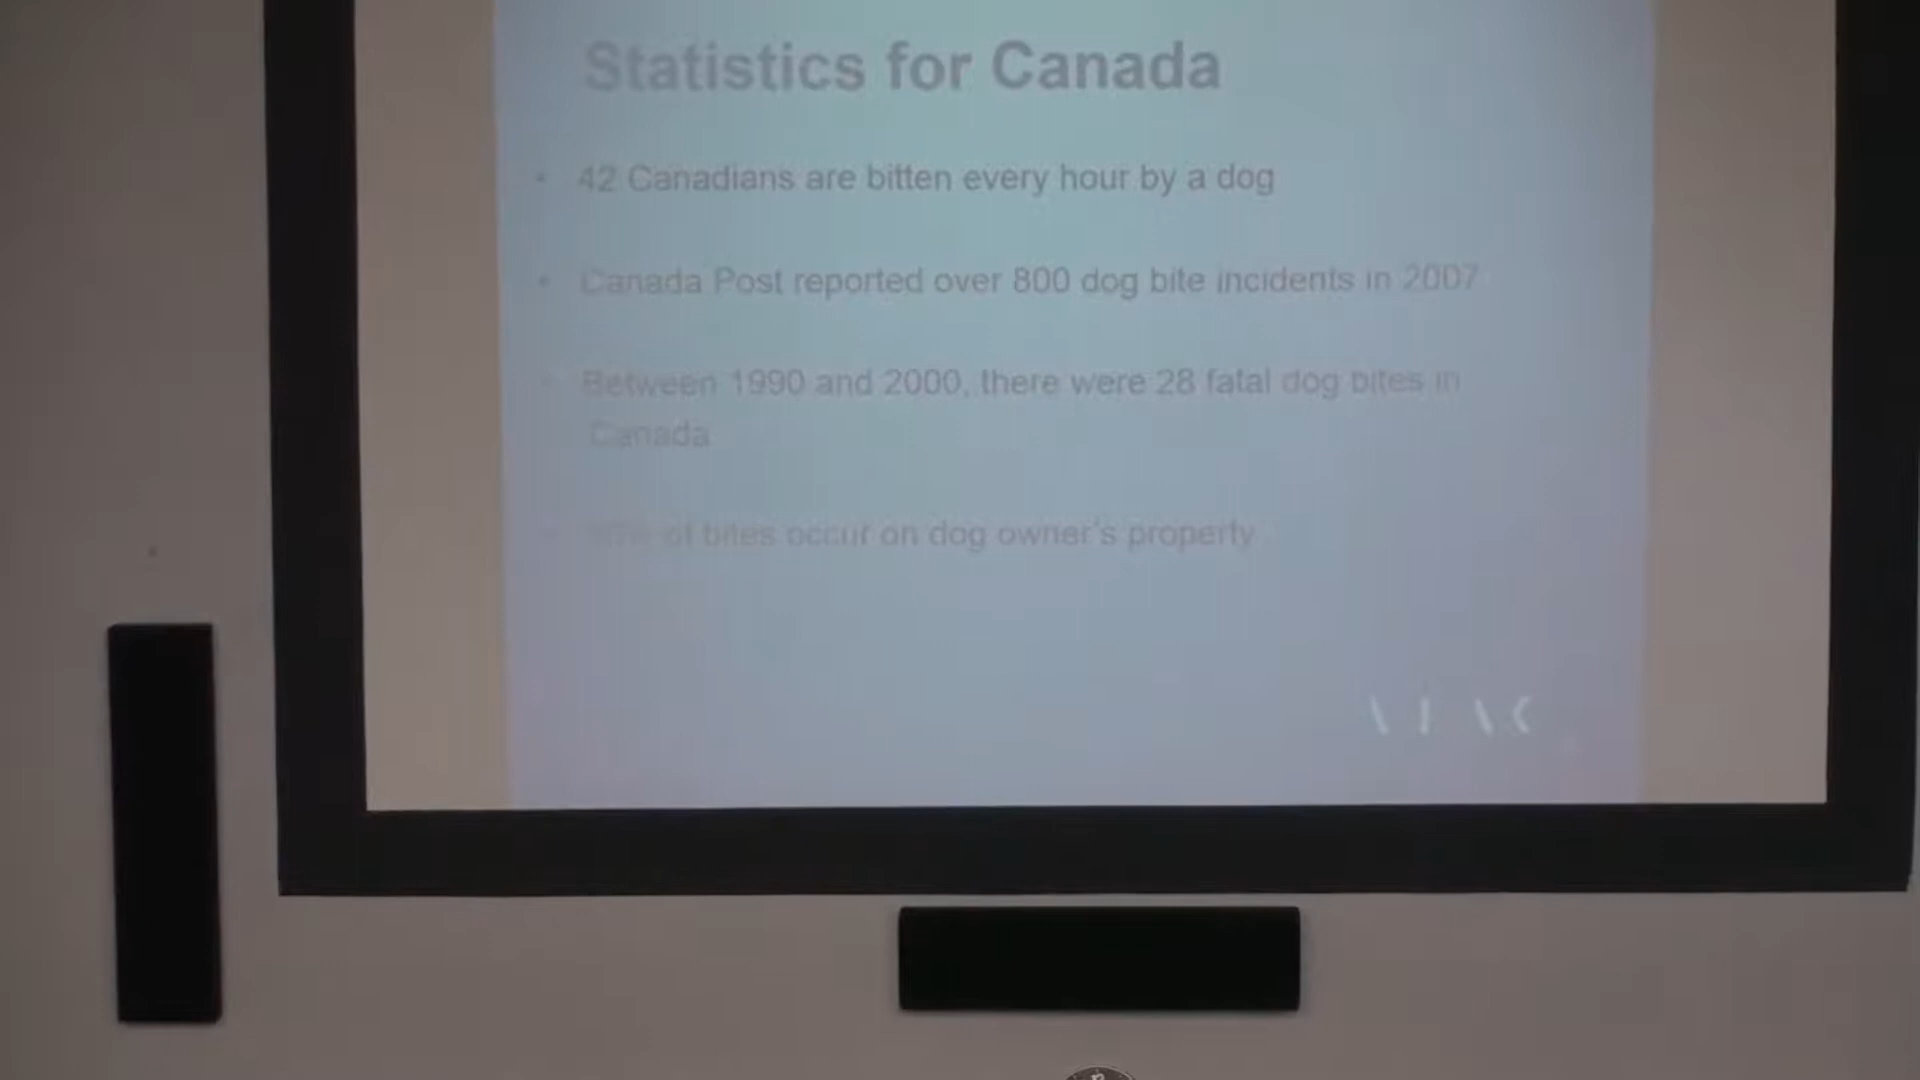 Statistics for Canada
• 42 Canadians are bitten every hour by a dog
• Canada Post reported over 800 dog bite incidents in 2007
• Between 1990 and 2000, there were 28 fatal dog bites in
Canada
• of bites occur on dog owner's property